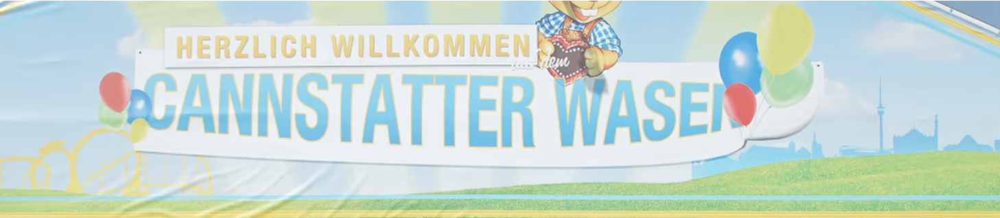 HERZLICH WILLKOMMEN
auf dem
CANNSTATTER WASEN